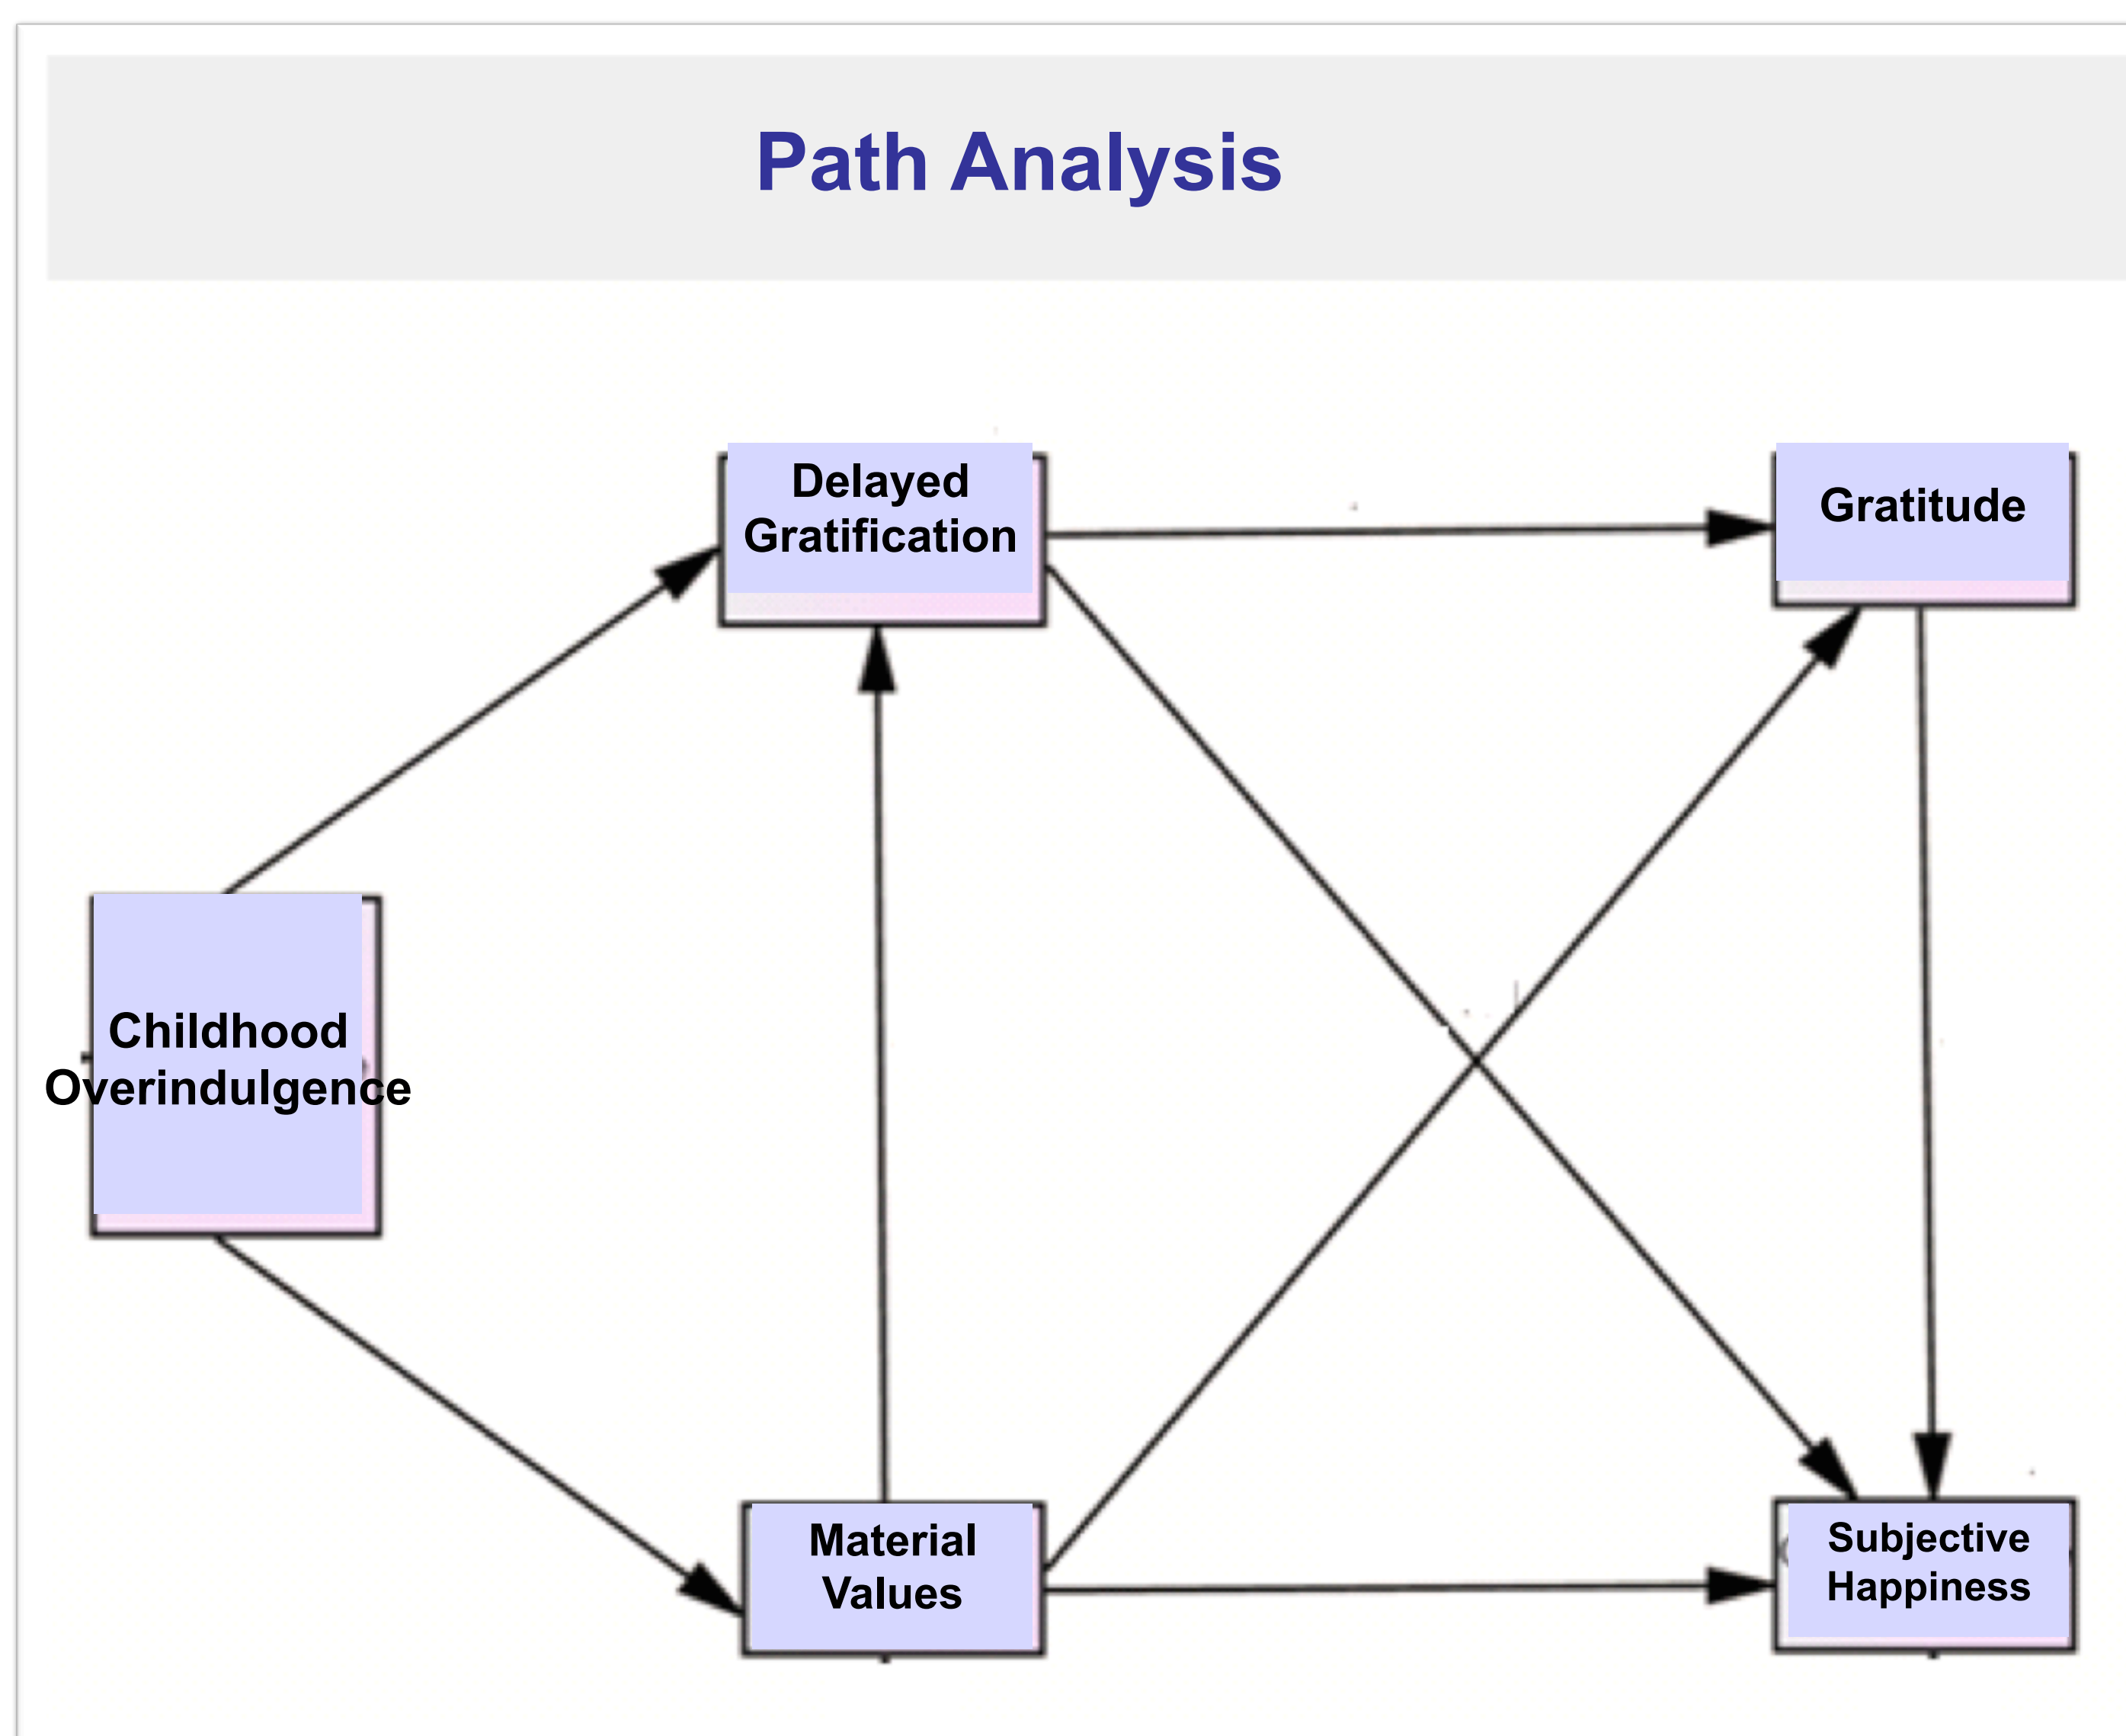 Path Analysis
Delayed
Gratification
Gratitude
Childhood
Overindulgence
Material
Values
Subjective
Happiness